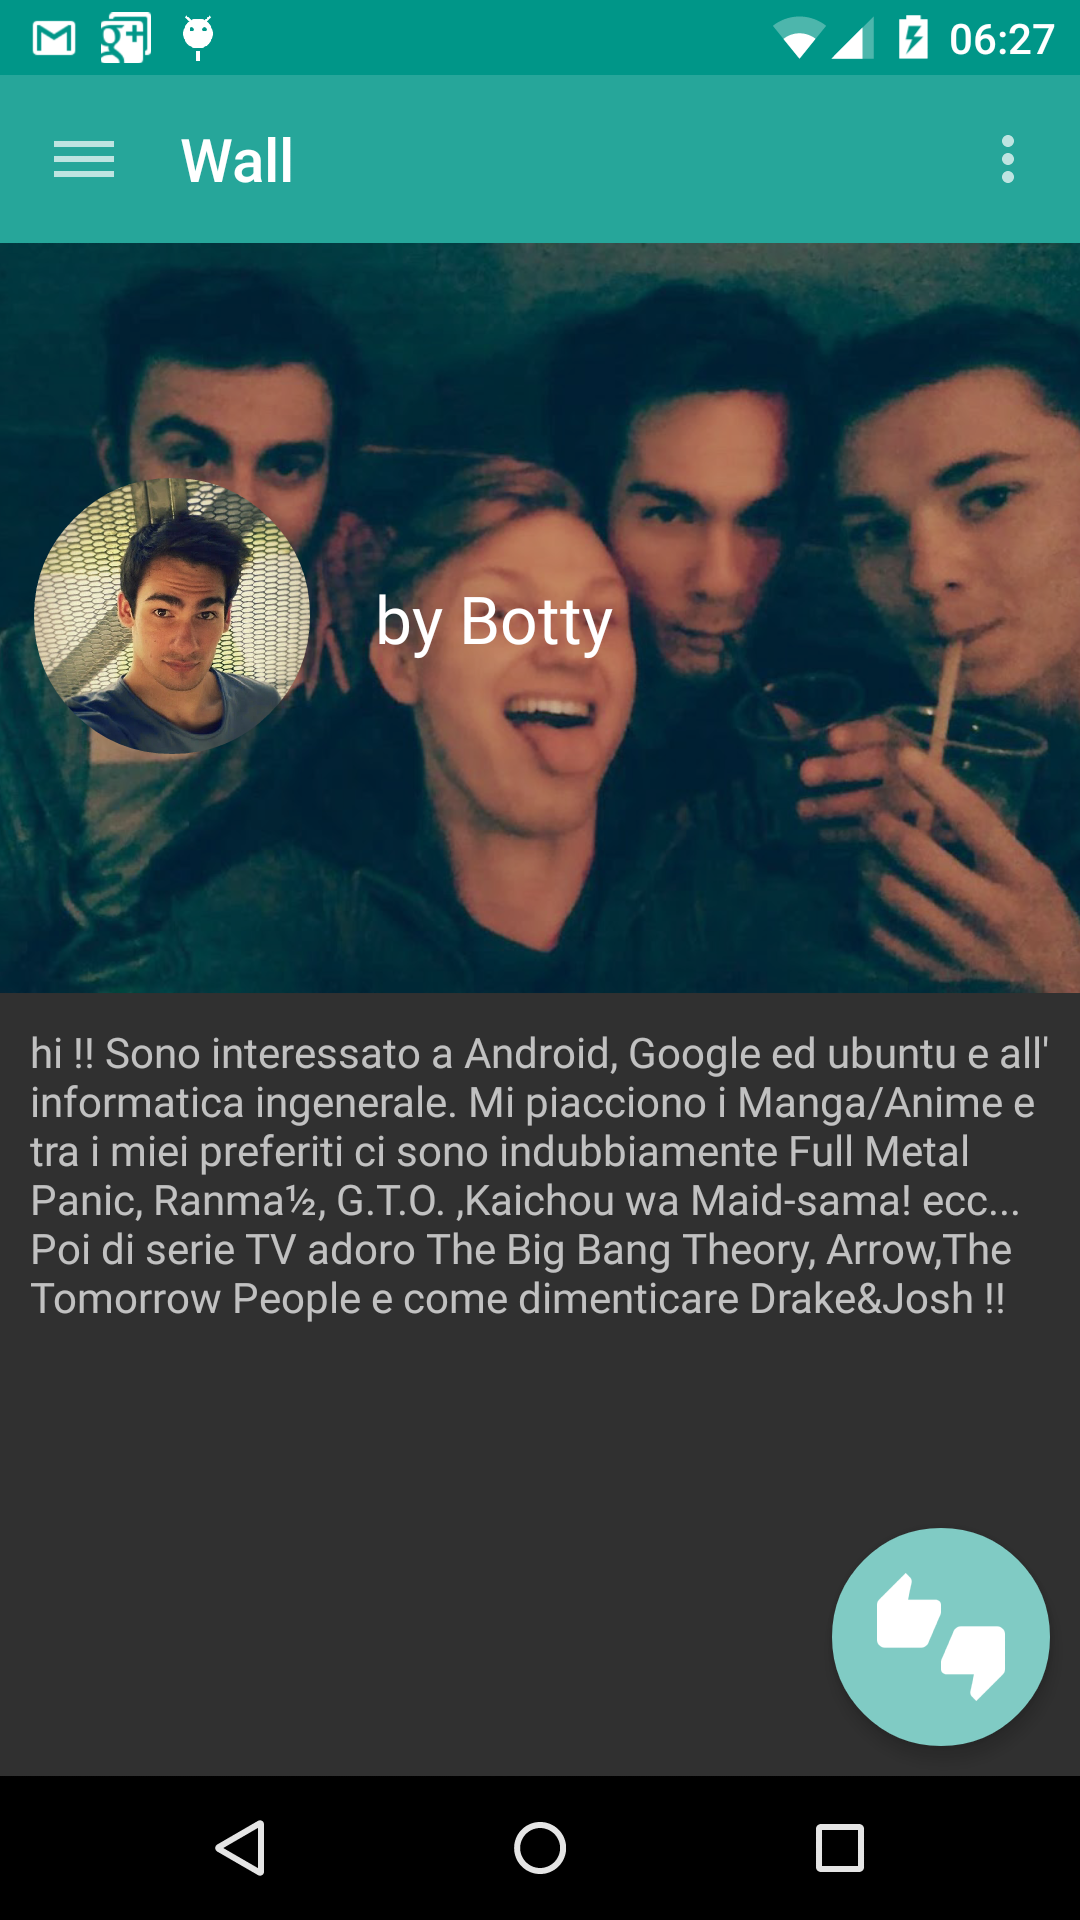 06:27
Wall
by Botty
hi !! Sono interessato a Android, Google ed ubuntu e all'
informatica ingenerale. Mi piacciono i Manga/Anime e
tra i miei preferiti ci sono indubbiamente Full Metal
Panic, Ranma½, G.T.O. ,Kaichou wa Maid-sama! ecc...
Poi di serie TV adoro The Big Bang Theory, Arrow,The
Tomorrow People e come dimenticare Drake&Josh !!